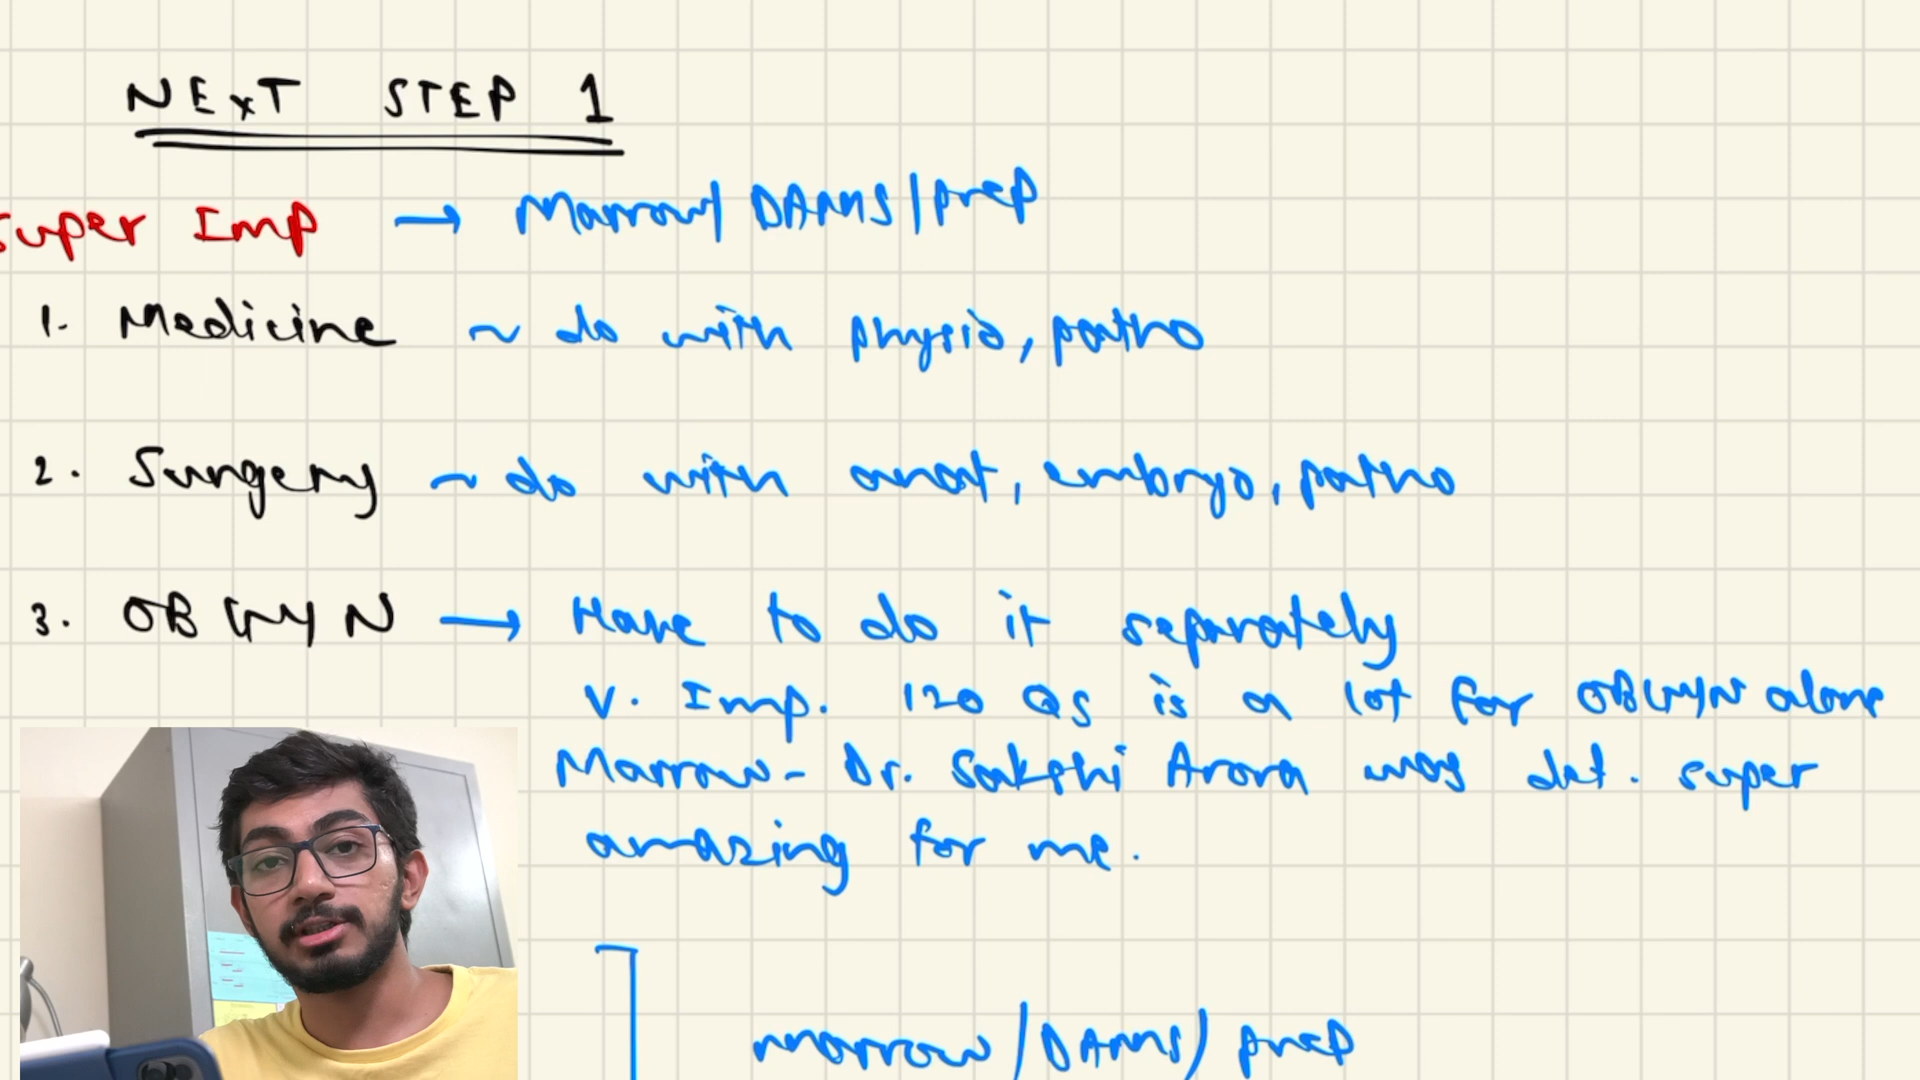 NExT STEP 1
Super Imp → Marrow/DAMS/prep
1. Medicine ~ do with physio, patho
2. Surgery ~ do with anat, embryo, patho
3. OBGYN → Have to do it separately
V. Imp. 120 Qs is a lot for OBGYN alone
Marrow - Dr. Sakshi Arora was def. super
amazing for me.
marrow/DAMS/prep